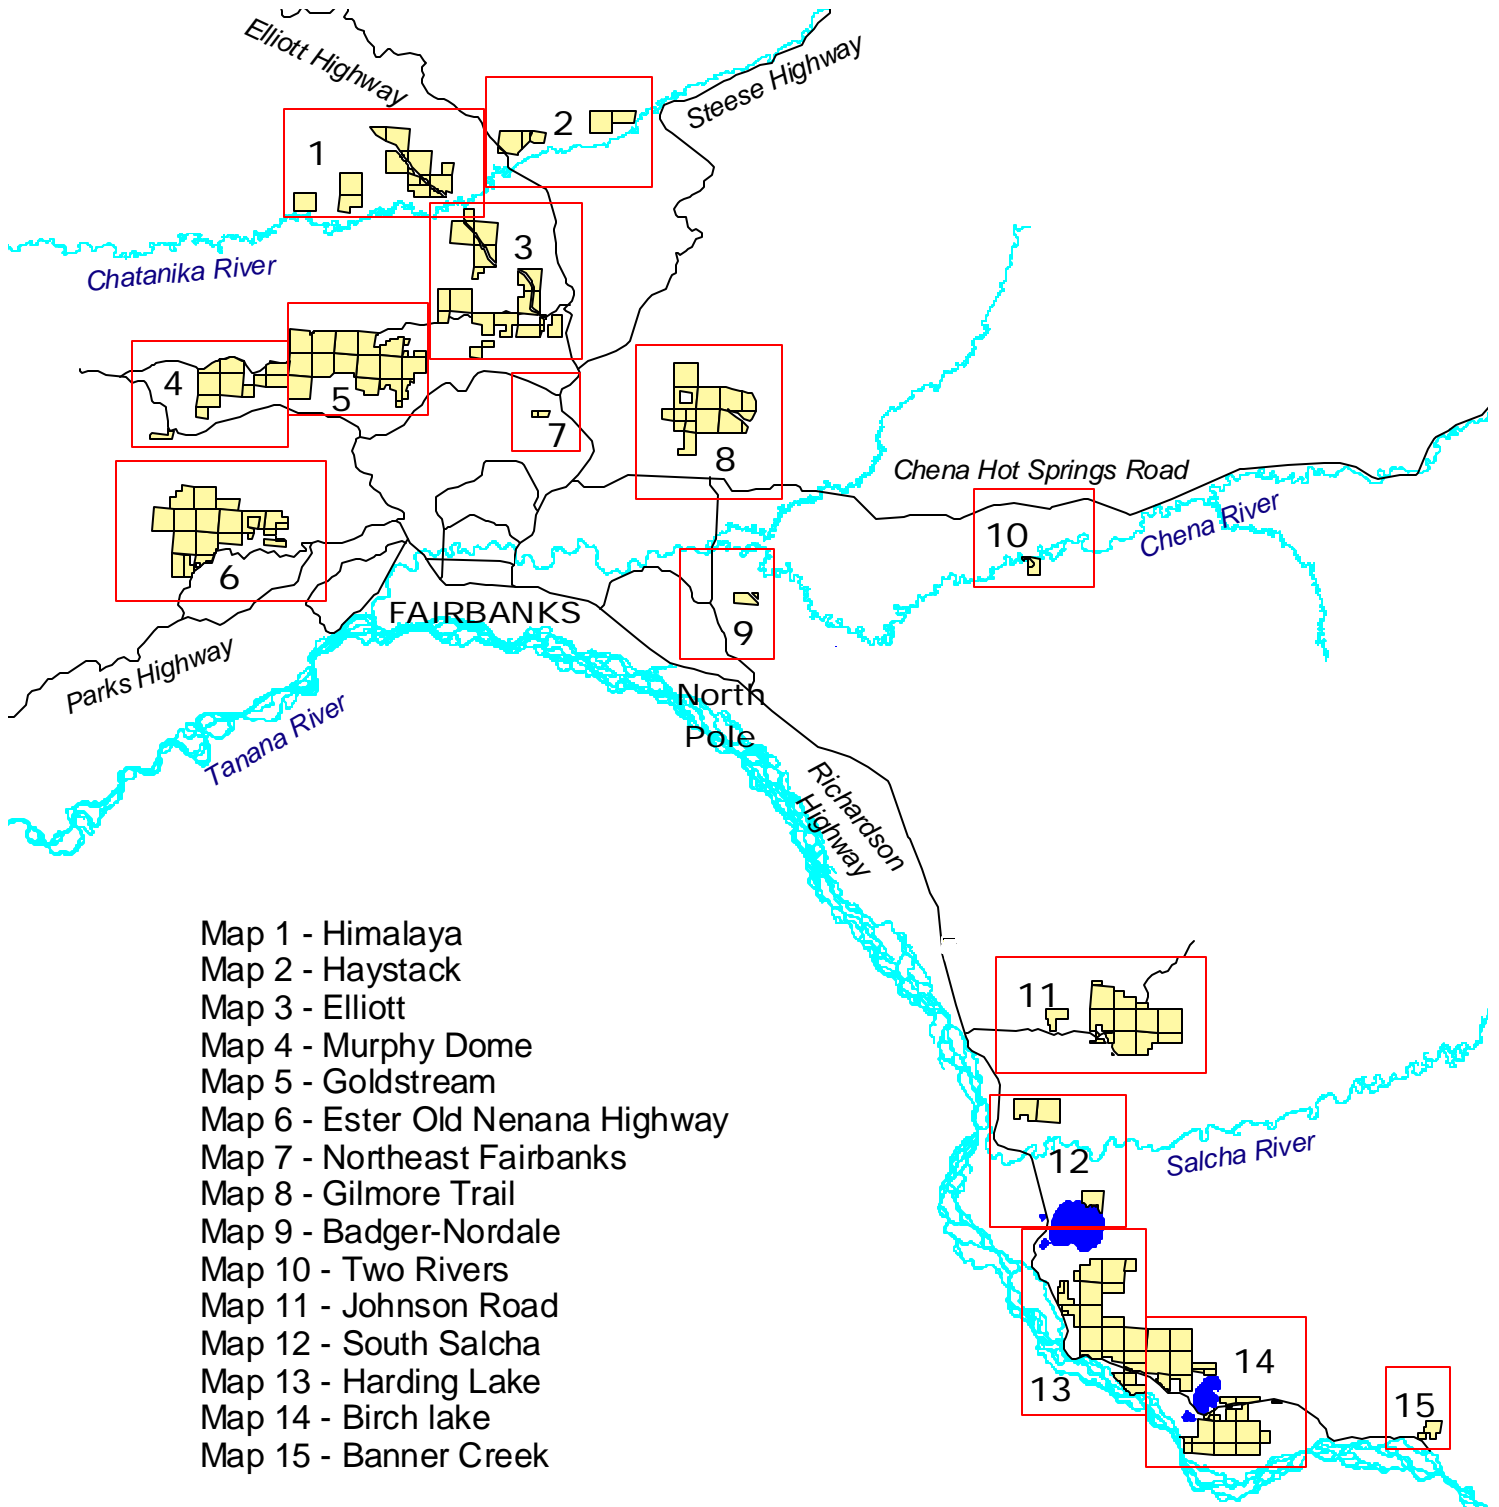 Elliott Highway
Steese Highway
2
1
3
Chatanika River
4
5
7
8
Chena Hot Springs Road
Chena River
10
6
FAIRBANKS
9
Parks Highway
Tanana River
North
Pole
Richardson
Highway
Map 1 - Himalaya
Map 2 - Haystack
Map 3 - Elliott
Map 4 - Murphy Dome
Map 5 - Goldstream
Map 6 - Ester Old Nenana Highway
Map 7 - Northeast Fairbanks
Map 8 - Gilmore Trail
Map 9 - Badger-Nordale
Map 10 - Two Rivers
Map 11 - Johnson Road
Map 12 - South Salcha
Map 13 - Harding Lake
Map 14 - Birch lake
Map 15 - Banner Creek
11
12
Salcha River
14
13
15